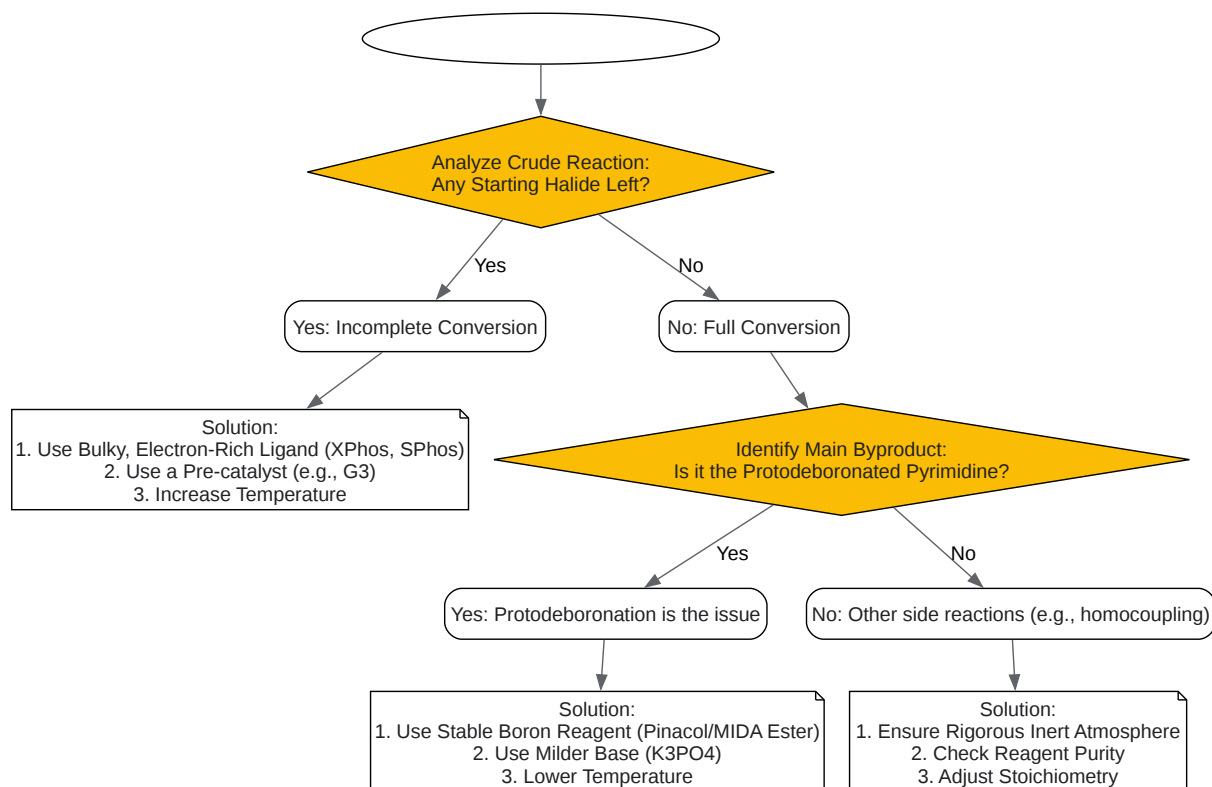 Analyze Crude Reaction:
Any Starting Halide Left?
Yes
No
Yes: Incomplete Conversion
No: Full Conversion
Solution:
1. Use Bulky, Electron-Rich Ligand (XPhos, SPhos)
2. Use a Pre-catalyst (e.g., G3)
3. Increase Temperature
Identify Main Byproduct:
Is it the Protodeboronated Pyrimidine?
Yes
No
Yes: Protodeboronation is the issue
No: Other side reactions (e.g., homocoupling)
Solution:
1. Use Stable Boron Reagent (Pinacol/MIDA Ester)
2. Use Milder Base (K3PO4)
3. Lower Temperature
Solution:
1. Ensure Rigorous Inert Atmosphere
2. Check Reagent Purity
3. Adjust Stoichiometry